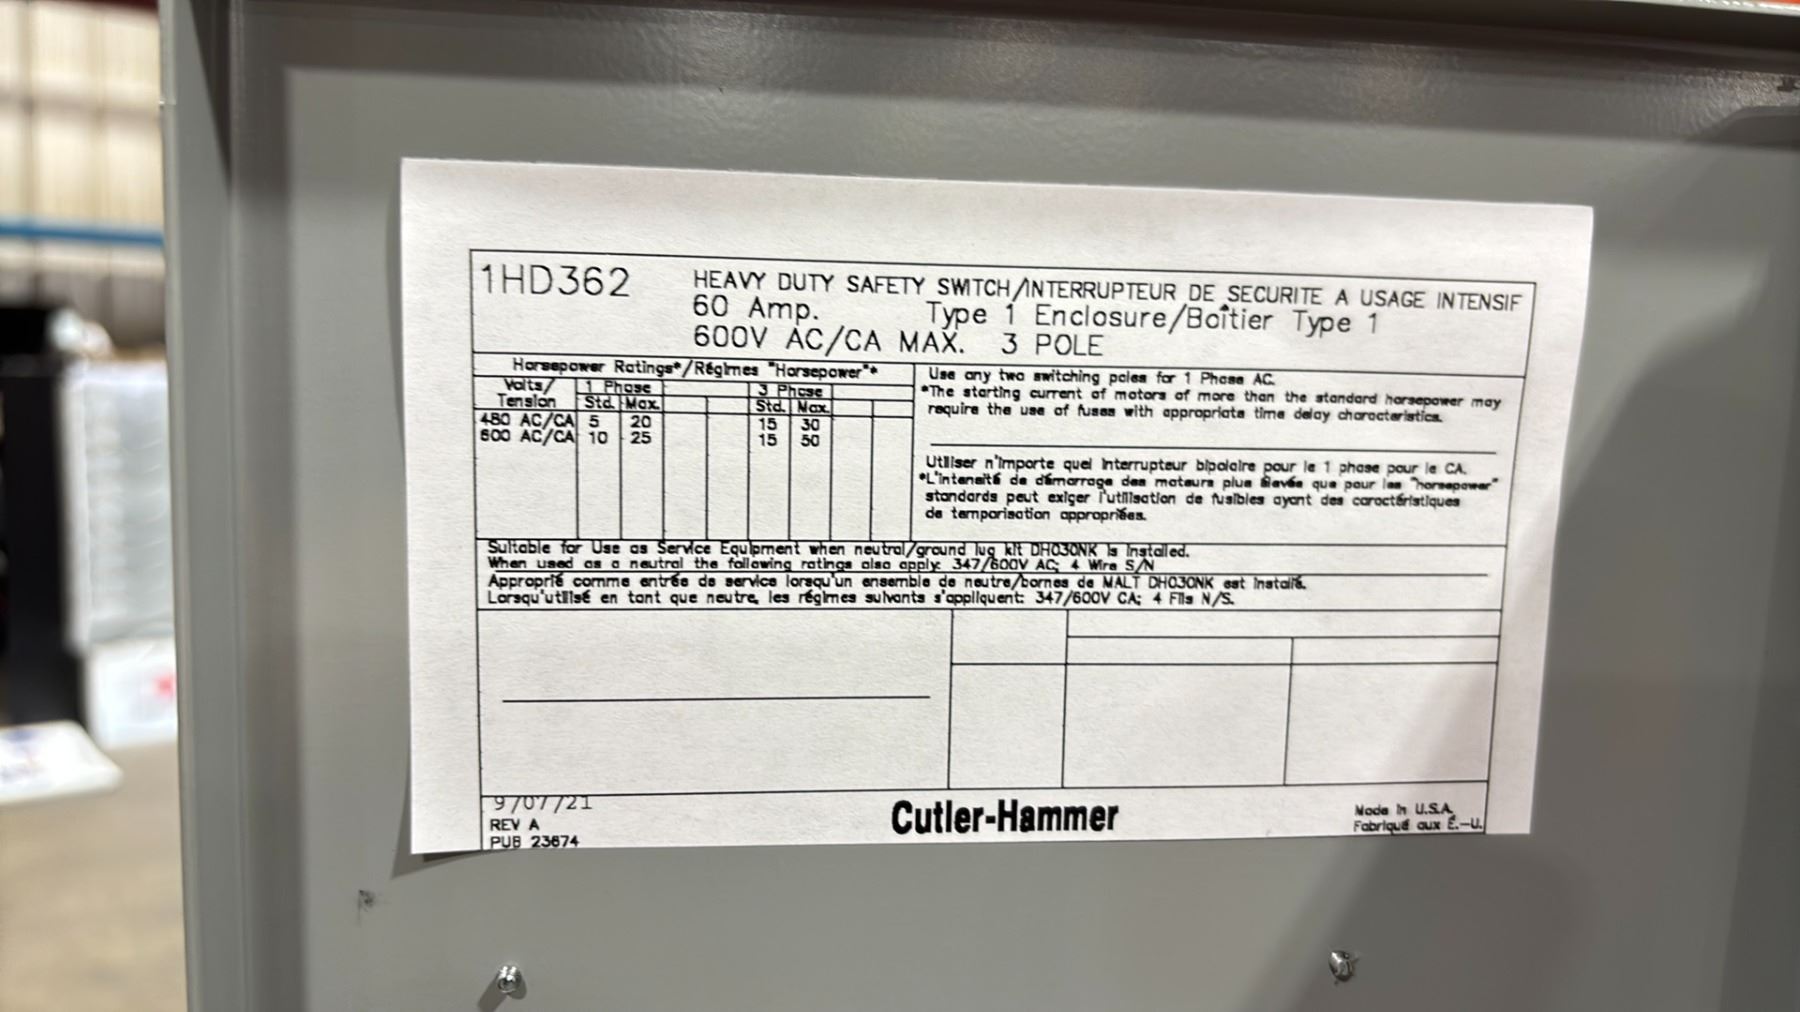 1HD362
HEAVY DUTY SAFETY SWITCH/INTERRUPTEUR DE SECURITE A USAGE INTENSIF
60 Amp. Type 1 Enclosure/Boîtier Type 1
600V AC/CA MAX. 3 POLE
Horsepower Ratings*/Régimes "Horsepower"*
Volts/ 1 Phase 3 Phase
Tension Std. Max. Std. Max.
480 AC/CA 5 20 15 30
600 AC/CA 10 25 15 50
Use any two switching poles for 1 Phase AC.
*The starting current of motors of more than the standard horsepower may
require the use of fuses with appropriate time delay characteristics.
Utiliser n'importe quel interrupteur bipolaire pour le 1 phase pour le CA.
*L'intensité de démarrage des moteurs plus élevée que pour les "horsepower"
standards peut exiger l'utilisation de fusibles ayant des caractéristiques
de temporisation appropriées.
Suitable for Use as Service Equipment when neutral/ground lug kit DH030NK is installed.
When used as a neutral the following ratings also apply: 347/600V AC; 4 Wire S/N
Approprié comme entrée de service lorsqu'un ensemble de neutre/bornes de MALT DH030NK est installé.
Lorsqu'utilisé en tant que neutre, les régimes suivants s'appliquent: 347/600V CA; 4 Fils N/S.
9/07/21
REV A
PUB 23674
Cutler-Hammer
Made in U.S.A.
Fabriqué aux É.-U.